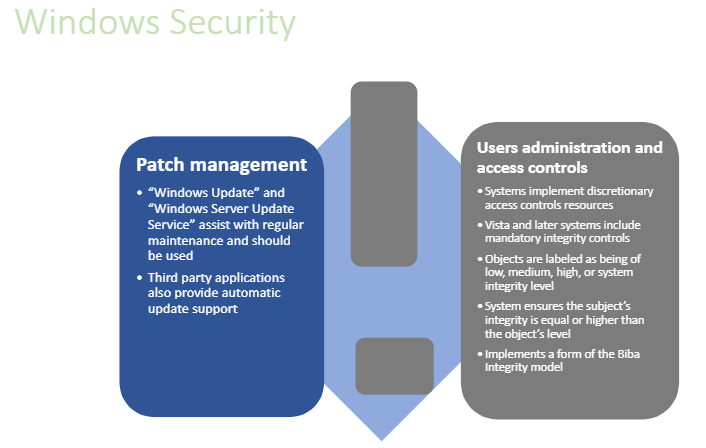 Windows Security
Patch management
• “Windows Update” and
“Windows Server Update
Service” assist with regular
maintenance and should
be used
• Third party applications
also provide automatic
update support
Users administration and
access controls
• Systems implement discretionary
access controls resources
• Vista and later systems include
mandatory integrity controls
• Objects are labeled as being of
low, medium, high, or system
integrity level
• System ensures the subject’s
integrity is equal or higher than
the object’s level
• Implements a form of the Biba
Integrity model